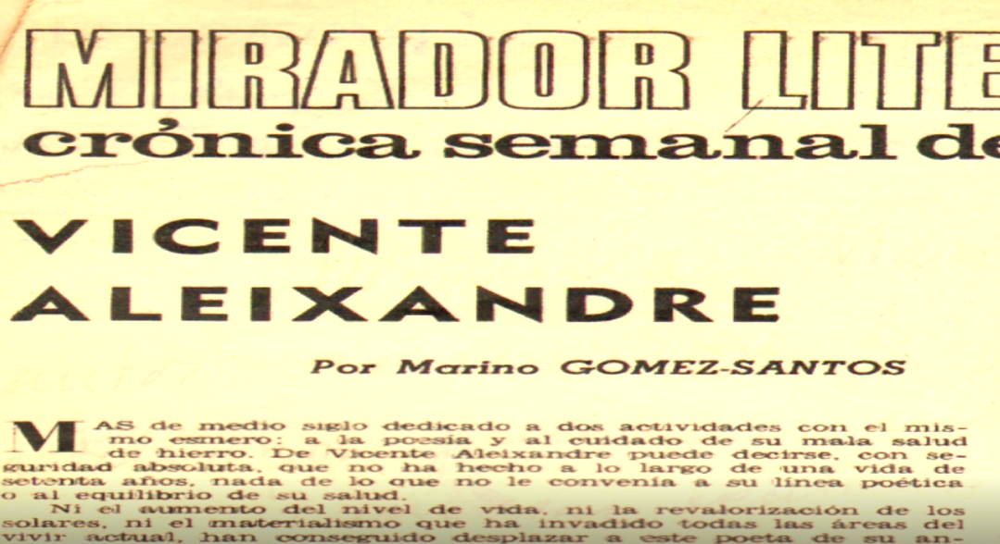 MIRADOR LITE
crónica semanal de
VICENTE
ALEIXANDRE
Por Marino GOMEZ-SANTOS
MAS de medio siglo dedicado a dos actividades con el mis-
mo esmero: a la poesía y al cuidado de su mala salud
de hierro. De Vicente Aleixandre puede decirse, con se-
guridad absoluta, que no ha hecho a lo largo de una vida de
setenta años, nada de lo que no le convenía a su línea poética
o al equilibrio de su salud.
Ni el aumento del nivel de vida, ni la revalorización de los
solares, ni el materialismo que ha invadido todas las áreas del
vivir actual, han conseguido desplazar a este poeta de su